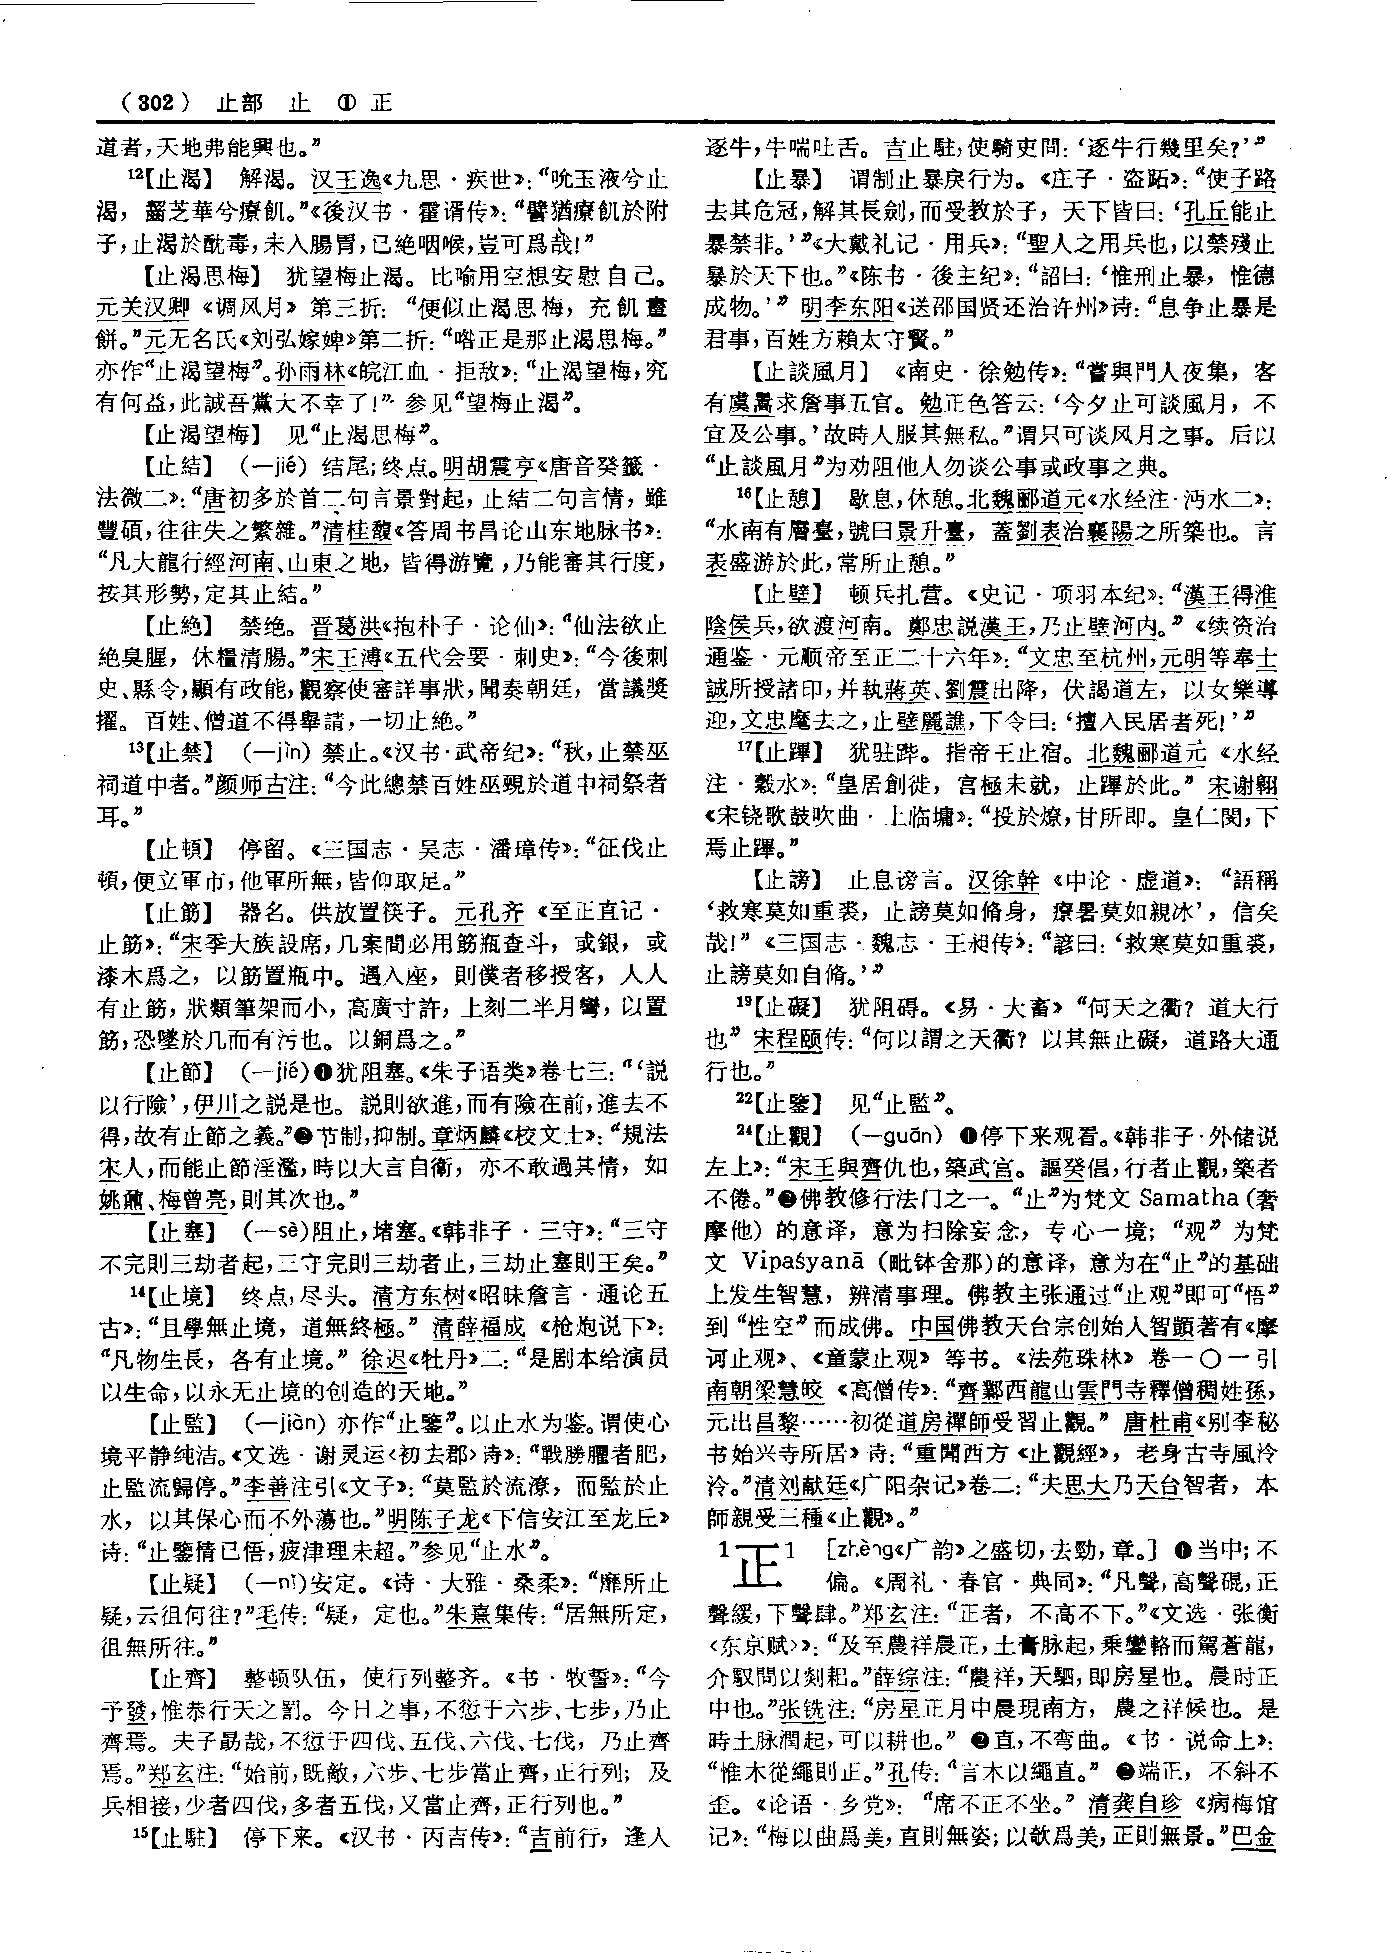 （302） 止部 止 ① 正
道者，天地弗能興也。”
12【止渴】 解渴。汉王逸《九思·疾世》：“吮玉液兮止
渴，齧芝華兮療飢。”《後汉书·霍谞传》：“譬猶療飢於附
子，止渴於酖毒，未入腸胃，已絶咽喉，豈可爲哉！”
【止渴思梅】 犹望梅止渴。比喻用空想安慰自己。
元关汉卿《调风月》第三折：“便似止渴思梅，充飢畫
餅。”元无名氏《刘弘嫁婢》第二折：“喒正是那止渴思梅。”
亦作“止渴望梅”。孙雨林《皖江血·拒敌》：“止渴望梅，究
有何益，此誠吾黨大不幸了！”参见“望梅止渴”。
【止渴望梅】 见“止渴思梅”。
【止結】 （—jié）结尾；终点。明胡震亨《唐音癸籤·
法微二》：“唐初多於首二句言景對起，止結二句言情，雖
豐碩，往往失之繁雜。”清桂馥《答周书昌论山东地脉书》：
“凡大龍行經河南、山東之地，皆得游覽，乃能審其行度，
按其形勢，定其止結。”
【止絶】 禁绝。晋葛洪《抱朴子·论仙》：“仙法欲止
絶臭腥，休糧清腸。”宋王溥《五代会要·刺史》：“今後刺
史、縣令，顯有政能，觀察使審詳事狀，聞奏朝廷，當議獎
擢。百姓、僧道不得舉請，一切止絶。”
13【止禁】 （—jìn）禁止。《汉书·武帝纪》：“秋，止禁巫
祠道中者。”颜师古注：“今此總禁百姓巫覡於道中祠祭者
耳。”
【止頓】 停留。《三国志·吴志·潘璋传》：“征伐止
頓，便立軍市，他軍所無，皆仰取足。”
【止筯】 器名。供放置筷子。元孔齐《至正直记·
止筯》：“宋季大族設席，几案間必用筯瓶查斗，或銀，或
漆木爲之，以筯置瓶中。遇入座，則僕者移授客，人人
有止筯，狀類筆架而小，高廣寸許，上刻二半月彎，以置
筯，恐墜於几而有污也。以銅爲之。”
【止節】 （—jié）❶犹阻塞。《朱子语类》卷七三：“‘説
以行險’，伊川之説是也。説則欲進，而有險在前，進去不
得，故有止節之義。”❷节制，抑制。章炳麟《校文士》：“規法
宋人，而能止節淫濫，時以大言自衛，亦不敢過其情，如
姚鼐、梅曾亮，則其次也。”
【止塞】 （—sè）阻止，堵塞。《韩非子·三守》：“三守
不完則三劫者起，三守完則三劫者止，三劫止塞則王矣。”
14【止境】 终点，尽头。清方东树《昭昧詹言·通论五
古》：“且學無止境，道無終極。”清薛福成《枪炮说下》：
“凡物生長，各有止境。”徐迟《牡丹》二：“是剧本给演员
以生命，以永无止境的创造的天地。”
【止監】 （—jiàn）亦作“止鑒”。以止水为鉴。谓使心
境平静纯洁。《文选·谢灵运〈初去郡〉诗》：“戰勝臞者肥，
止監流歸停。”李善注引《文子》：“莫監於流潦，而監於止
水，以其保心而不外蕩也。”明陈子龙《下信安江至龙丘》
诗：“止鑒情已悟，疲津理未超。”参见“止水”。
【止疑】 （—nǐ）安定。《诗·大雅·桑柔》：“靡所止
疑，云徂何往？”毛传：“疑，定也。”朱熹集传：“居無所定，
徂無所往。”
【止齊】 整顿队伍，使行列整齐。《书·牧誓》：“今
予發，惟恭行天之罰。今日之事，不愆于六步、七步，乃止
齊焉。夫子勗哉，不愆于四伐、五伐、六伐、七伐，乃止齊
焉。”郑玄注：“始前，既敵，六步、七步當止齊，正行列；及
兵相接，少者四伐，多者五伐，又當止齊，正行列也。”
15【止駐】 停下来。《汉书·丙吉传》：“吉前行，逢人
逐牛，牛喘吐舌。吉止駐，使騎吏問：‘逐牛行幾里矣？’”
【止暴】 谓制止暴戾行为。《庄子·盗跖》：“使子路
去其危冠，解其長劍，而受教於子，天下皆曰：‘孔丘能止
暴禁非。’”《大戴礼记·用兵》：“聖人之用兵也，以禁殘止
暴於天下也。”《陈书·後主纪》：“詔曰：‘惟刑止暴，惟德
成物。’”明李东阳《送邵国贤还治许州》诗：“息争止暴是
君事，百姓方賴太守賢。”
【止談風月】 《南史·徐勉传》：“嘗與門人夜集，客
有虞暠求詹事五官。勉正色答云：‘今夕止可談風月，不
宜及公事。’故時人服其無私。”谓只可谈风月之事。后以
“止談風月”为劝阻他人勿谈公事或政事之典。
16【止憩】 歇息，休憩。北魏郦道元《水经注·沔水二》：
“水南有層臺，號曰景升臺，蓋劉表治襄陽之所築也。言
表盛游於此，常所止憩。”
【止壁】 顿兵扎营。《史记·项羽本纪》：“漢王得淮
陰侯兵，欲渡河南。鄭忠説漢王，乃止壁河内。”《续资治
通鉴·元顺帝至正二十六年》：“文忠至杭州，元明等奉士
誠所授諸印，并執蔣英、劉震出降，伏謁道左，以女樂導
迎，文忠麾去之，止壁麗譙，下令曰：‘擅入民居者死！’”
17【止蹕】 犹驻跸。指帝王止宿。北魏郦道元《水经
注·穀水》：“皇居創徙，宫極未就，止蹕於此。”宋谢翱
《宋铙歌鼓吹曲·上临墉》：“投於燎，甘所即。皇仁閔，下
焉止蹕。”
【止謗】 止息谤言。汉徐幹《中论·虚道》：“語稱
‘救寒莫如重裘，止謗莫如脩身，療暑莫如親冰’，信矣
哉！”《三国志·魏志·王昶传》：“諺曰：‘救寒莫如重裘，
止謗莫如自脩。’”
19【止礙】 犹阻碍。《易·大畜》“何天之衢？道大行
也”宋程颐传：“何以謂之天衢？以其無止礙，道路大通
行也。”
22【止鑒】 见“止監”。
24【止觀】 （—guān）❶停下来观看。《韩非子·外储说
左上》：“宋王與齊仇也，築武宫。謳癸倡，行者止觀，築者
不倦。”❷佛教修行法门之一。“止”为梵文 Samatha（奢
摩他）的意译，意为扫除妄念，专心一境；“观”为梵
文 Vipaśyanā（毗钵舍那）的意译，意为在“止”的基础
上发生智慧，辨清事理。佛教主张通过“止观”即可“悟”
到“性空”而成佛。中国佛教天台宗创始人智顗著有《摩
诃止观》、《童蒙止观》等书。《法苑珠林》卷一〇一引
南朝梁慧皎《高僧传》：“齊鄴西龍山雲門寺釋僧稠姓孫，
元出昌黎……初從道房禪師受習止觀。”唐杜甫《别李秘
书始兴寺所居》诗：“重聞西方《止觀經》，老身古寺風泠
泠。”清刘献廷《广阳杂记》卷二：“夫思大乃天台智者，本
師親受三種《止觀》。”
1正1 ［zhèng《广韵》之盛切，去勁，章。］❶当中；不
偏。《周礼·春官·典同》：“凡聲，高聲䃂，正
聲緩，下聲肆。”郑玄注：“正者，不高不下。”《文选·张衡
〈东京赋〉》：“及至農祥晨正，土膏脉起，乘鑾輅而駕蒼龍，
介馭間以剡耜。”薛综注：“農祥，天駟，即房星也。晨时正
中也。”张铣注：“房星正月中晨現南方，農之祥候也。是
時土脉潤起，可以耕也。”❷直，不弯曲。《书·说命上》：
“惟木從繩則正。”孔传：“言木以繩直。”❸端正，不斜不
歪。《论语·乡党》：“席不正不坐。”清龚自珍《病梅馆
记》：“梅以曲爲美，直則無姿；以欹爲美，正則無景。”巴金